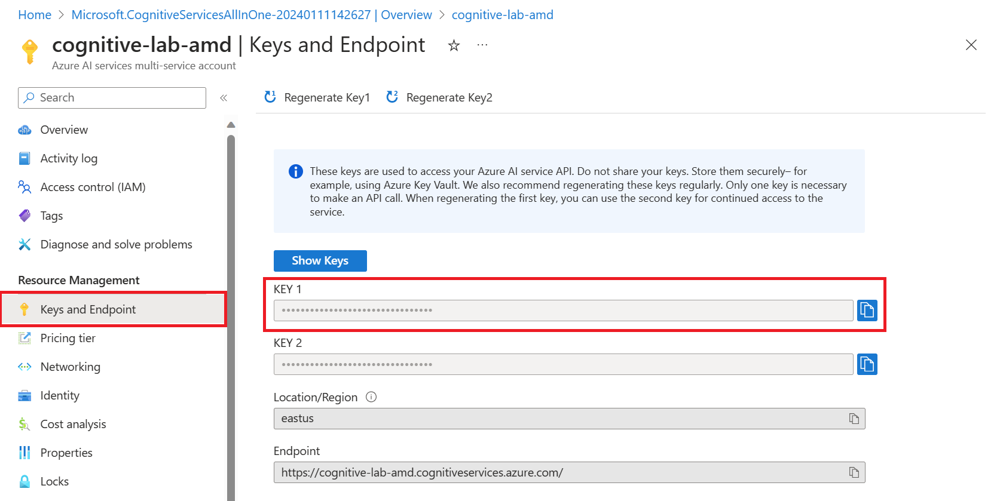 Home > Microsoft.CognitiveServicesAllInOne-20240111142627 | Overview > cognitive-lab-amd
cognitive-lab-amd | Keys and Endpoint
Azure AI services multi-service account
Search
Overview
Activity log
Access control (IAM)
Tags
Diagnose and solve problems
Resource Management
Keys and Endpoint
Pricing tier
Networking
Identity
Cost analysis
Properties
Locks
1 Regenerate Key1 2 Regenerate Key2
These keys are used to access your Azure AI service API. Do not share your keys. Store them securely– for
example, using Azure Key Vault. We also recommend regenerating these keys regularly. Only one key is necessary
to make an API call. When regenerating the first key, you can use the second key for continued access to the
service.
Show Keys
KEY 1
KEY 2
Location/Region
eastus
Endpoint
https://cognitive-lab-amd.cognitiveservices.azure.com/